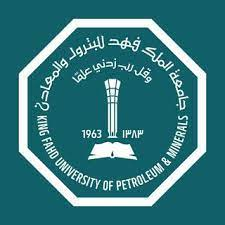 جامعة الملك فهد للبترول والمعادن
وقل رب زدني علما
1963 ١٣٨٣
KING FAHD UNIVERSITY OF PETROLEUM & MINERALS